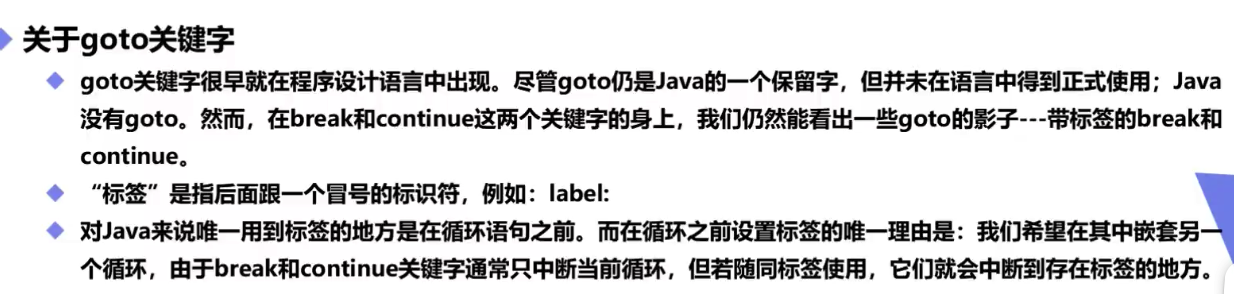 关于goto关键字
goto关键字很早就在程序设计语言中出现。尽管goto仍是Java的一个保留字，但并未在语言中得到正式使用；Java
没有goto。然而，在break和continue这两个关键字的身上，我们仍然能看出一些goto的影子---带标签的break和
continue。
“标签”是指后面跟一个冒号的标识符，例如：label:
对Java来说唯一用到标签的地方是在循环语句之前。而在循环之前设置标签的唯一理由是：我们希望在其中嵌套另一
个循环，由于break和continue关键字通常只中断当前循环，但若随同标签使用，它们就会中断到存在标签的地方。